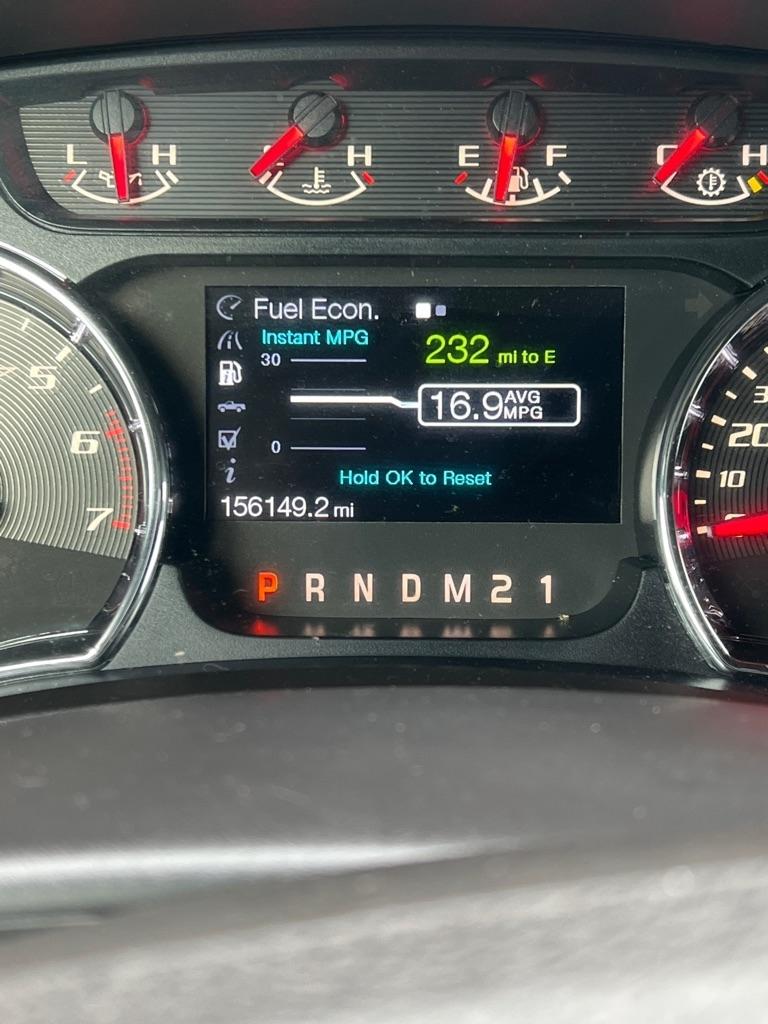 L H C H E F C H
Fuel Econ.
Instant MPG
232 mi to E
30
16.9 AVG MPG
0
Hold OK to Reset
156149.2 mi
P R N D M 2 1
5
6
7
20
10
0